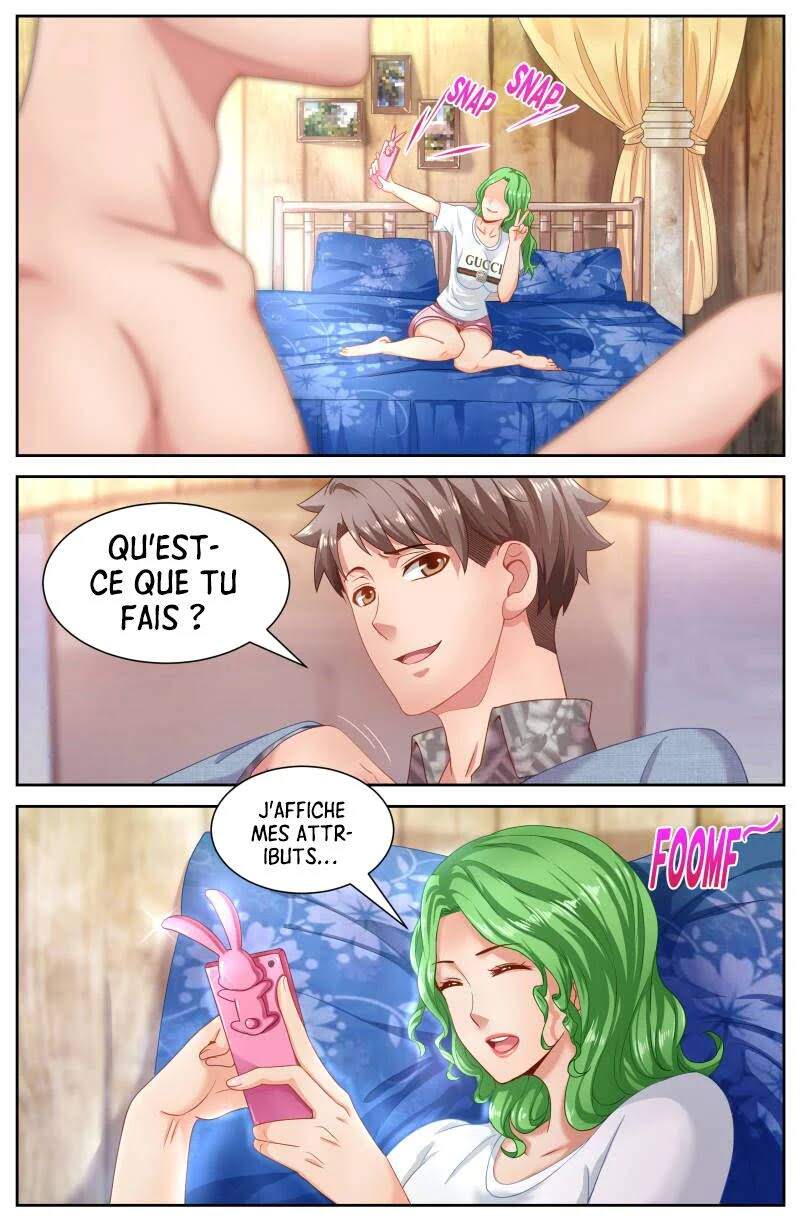 SNAP
SNAP
GUCCI
QU'EST-
CE QUE TU
FAIS ?
J'AFFICHE
MES ATTR-
IBUTS...
FOOMF